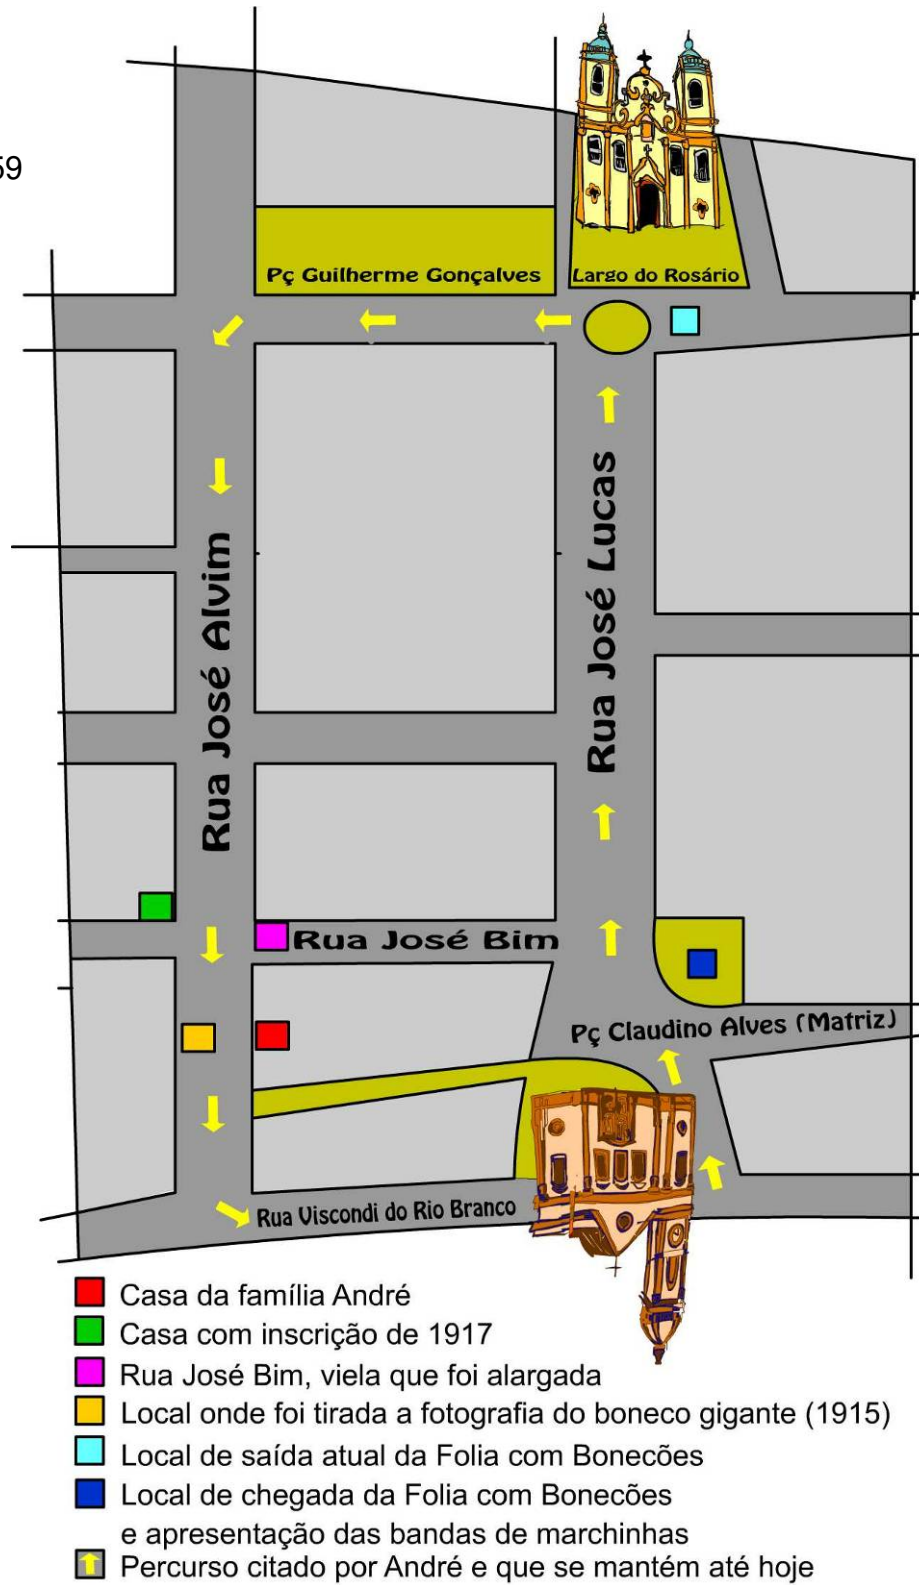 59
Pç Guilherme Gonçalves
Largo do Rosário
Rua José Alvim
Rua José Lucas
Rua José Bim
Pç Claudino Alves (Matriz)
Rua Viscondi do Rio Branco
Casa da família André
Casa com inscrição de 1917
Rua José Bim, viela que foi alargada
Local onde foi tirada a fotografia do boneco gigante (1915)
Local de saída atual da Folia com Bonecões
Local de chegada da Folia com Bonecões
e apresentação das bandas de marchinhas
Percurso citado por André e que se mantém até hoje